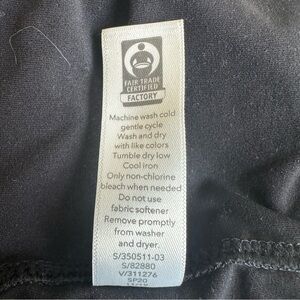 FAIR TRADE
CERTIFIED
FACTORY
Machine wash cold
gentle cycle
Wash and dry
with like colors
Tumble dry low
Cool iron
Only non-chlorine
bleach when needed
Do not use
fabric softener
Remove promptly
from washer
and dryer.
S/350511-03
S/82880
V/311276
SP20